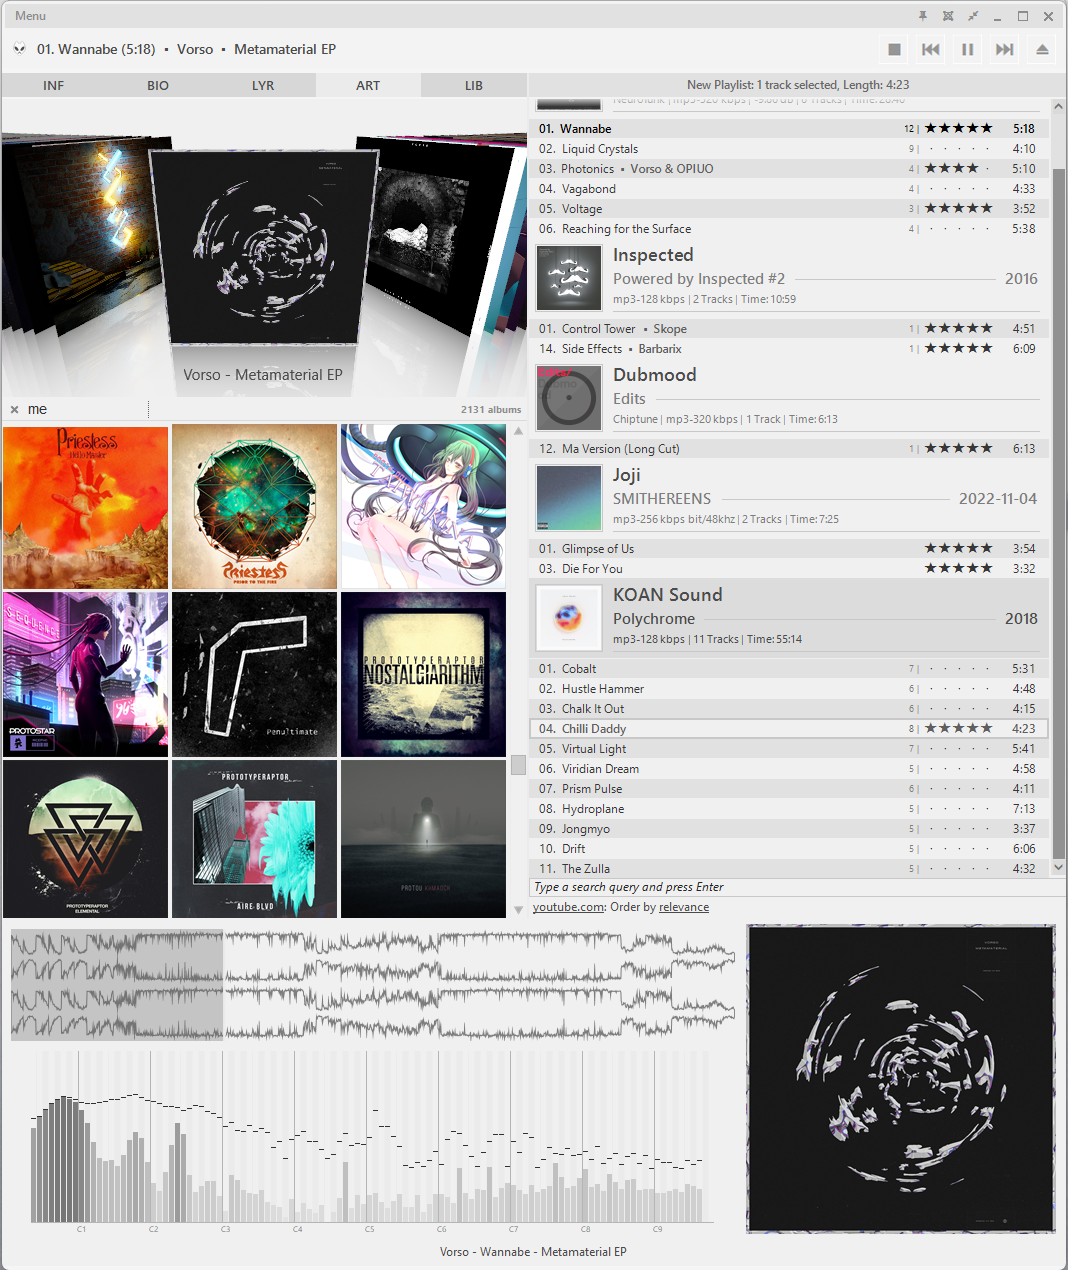 Menu
01. Wannabe (5:18) ▪ Vorso ▪ Metamaterial EP
INF BIO LYR ART LIB
New Playlist: 1 track selected, Length: 4:23
Vorso - Metamaterial EP
me
2131 albums
Priestess
Hello Master
Priestess
PRIOR TO THE FIRE
SEQUENCE
PROTOSTAR
Penultimate
PROTOTYPERAPTOR
NOSTALGIARITHM
PROTOTYPERAPTOR
ELEMENTAL
PROTOTYPERAPTOR
AIRE BLVD
PROTOU KAMARGA
01. Wannabe 12 | ★★★★★ 5:18
02. Liquid Crystals 9 | · · · · · 4:10
03. Photonics ▪ Vorso & OPIUO 4 | ★★★★ · 5:10
04. Vagabond 4 | · · · · · 4:33
05. Voltage 3 | ★★★★★ 3:52
06. Reaching for the Surface 4 | · · · · · 5:38
Inspected
Powered by Inspected #2 2016
mp3-128 kbps | 2 Tracks | Time: 10:59
01. Control Tower ▪ Skope 1 | ★★★★★ 4:51
14. Side Effects ▪ Barbarix 1 | ★★★★★ 6:09
Dubmood
Edits
Chiptune | mp3-320 kbps | 1 Track | Time: 6:13
12. Ma Version (Long Cut) 1 | ★★★★★ 6:13
Joji
SMITHEREENS 2022-11-04
mp3-256 kbps bit/48khz | 2 Tracks | Time: 7:25
01. Glimpse of Us ★★★★★ 3:54
03. Die For You ★★★★★ 3:32
KOAN Sound
Polychrome 2018
mp3-128 kbps | 11 Tracks | Time: 55:14
01. Cobalt 7 | · · · · · 5:31
02. Hustle Hammer 6 | · · · · · 4:48
03. Chalk It Out 6 | · · · · · 4:15
04. Chilli Daddy 8 | ★★★★★ 4:23
05. Virtual Light 7 | · · · · · 5:41
06. Viridian Dream 5 | · · · · · 4:58
07. Prism Pulse 6 | · · · · · 4:11
08. Hydroplane 5 | · · · · · 7:13
09. Jongmyo 5 | · · · · · 3:37
10. Drift 5 | · · · · · 6:06
11. The Zulla 5 | · · · · · 4:32
Type a search query and press Enter
youtube.com: Order by relevance
C1 C2 C3 C4 C5 C6 C7 C8 C9
Vorso - Wannabe - Metamaterial EP